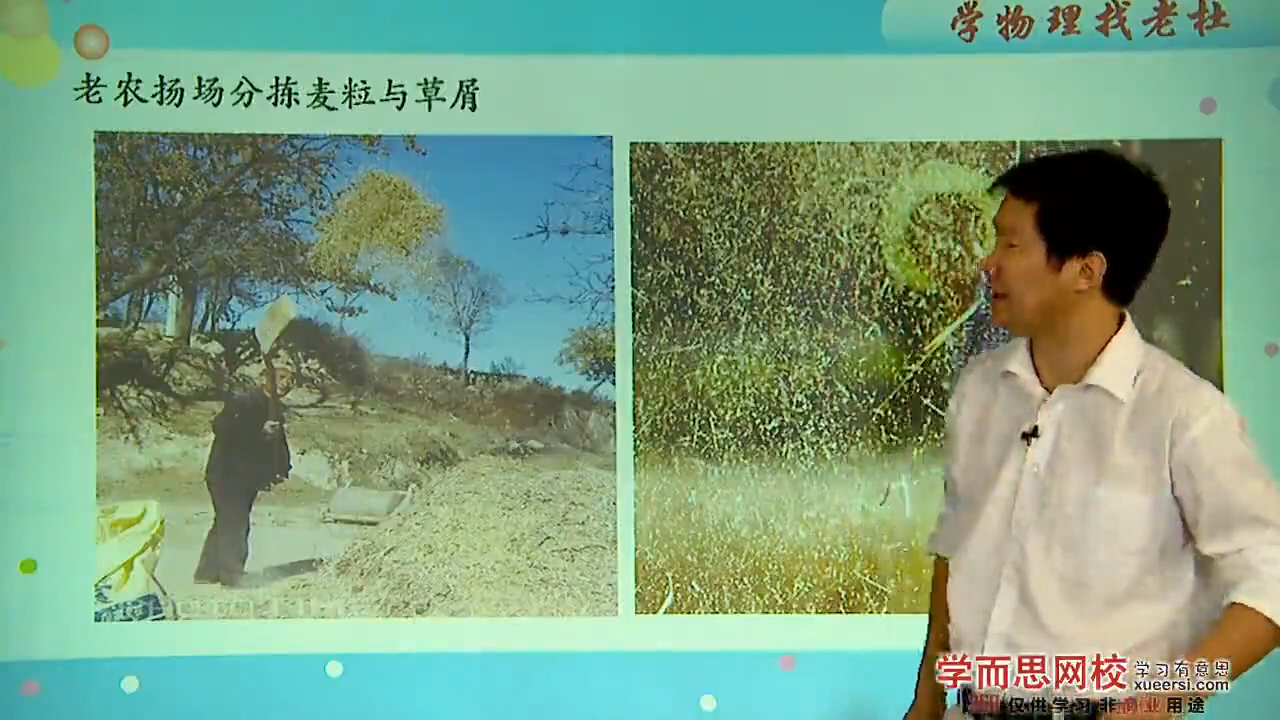 学物理找老杜
老农扬场分拣麦粒与草屑
学而思网校 学习有意思
xueersi.com
仅供学习 非商业用途